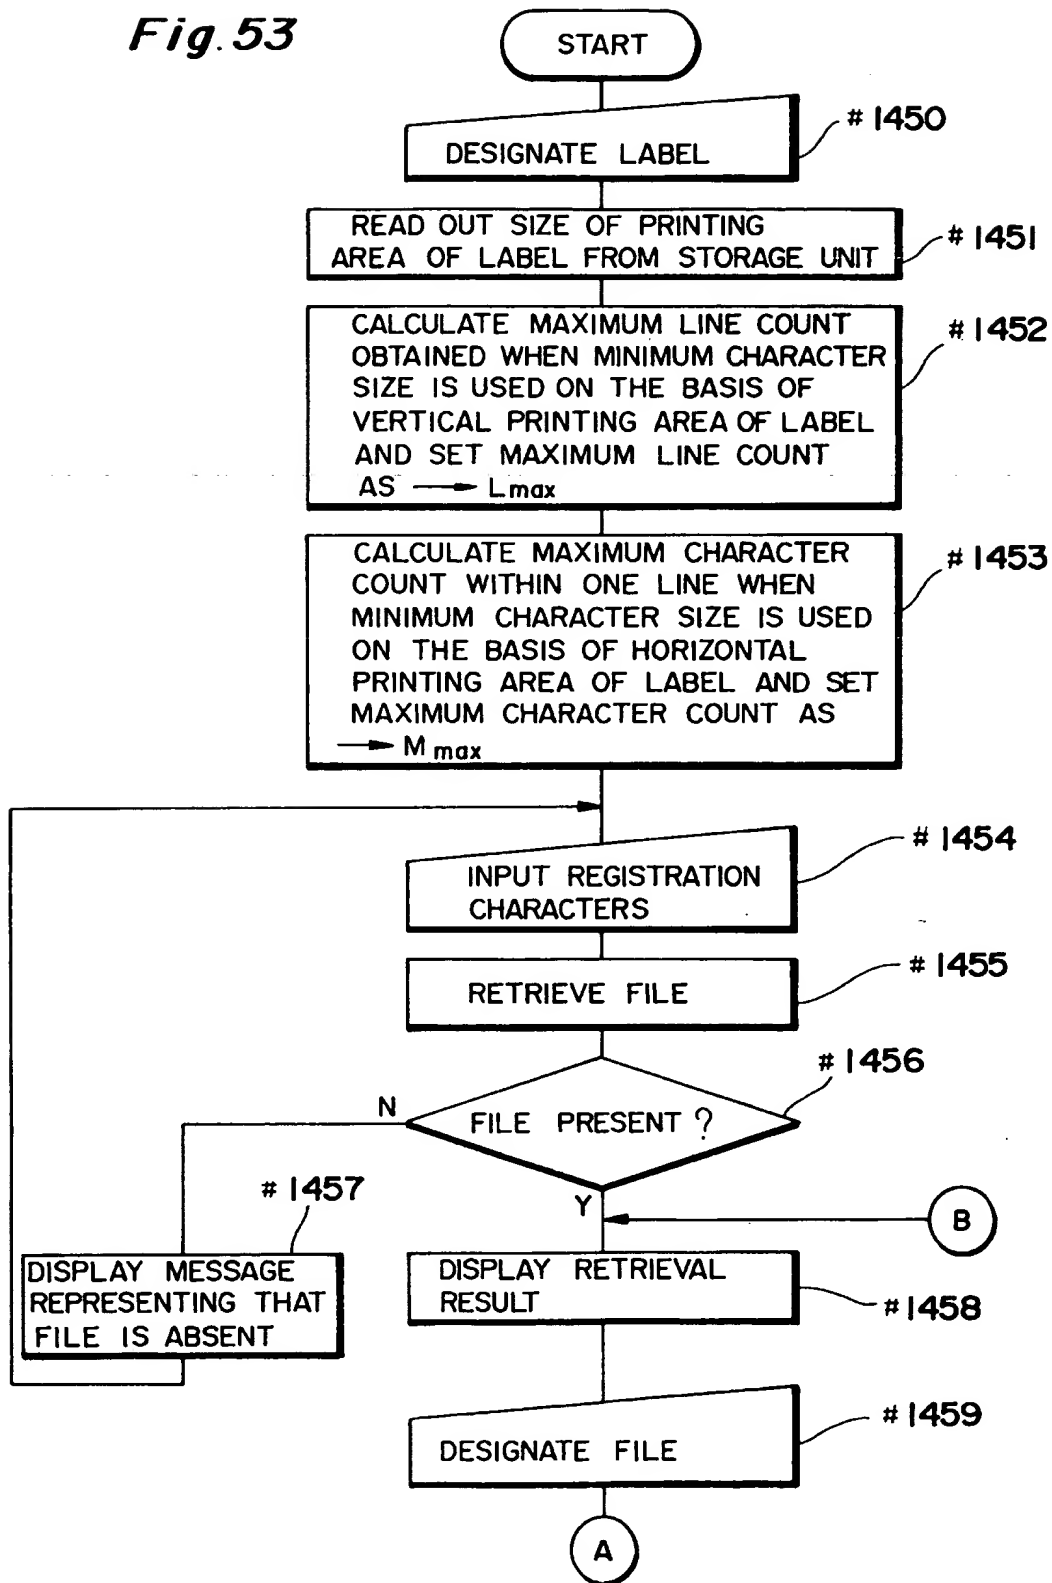 Fig. 53
START
# 1450
DESIGNATE LABEL
READ OUT SIZE OF PRINTING
AREA OF LABEL FROM STORAGE UNIT
# 1451
CALCULATE MAXIMUM LINE COUNT
OBTAINED WHEN MINIMUM CHARACTER
SIZE IS USED ON THE BASIS OF
VERTICAL PRINTING AREA OF LABEL
AND SET MAXIMUM LINE COUNT
AS → Lmax
# 1452
CALCULATE MAXIMUM CHARACTER
COUNT WITHIN ONE LINE WHEN
MINIMUM CHARACTER SIZE IS USED
ON THE BASIS OF HORIZONTAL
PRINTING AREA OF LABEL AND SET
MAXIMUM CHARACTER COUNT AS
→ Mmax
# 1453
# 1454
INPUT REGISTRATION
CHARACTERS
# 1455
RETRIEVE FILE
# 1456
FILE PRESENT ?
N
Y
# 1457
DISPLAY MESSAGE
REPRESENTING THAT
FILE IS ABSENT
B
DISPLAY RETRIEVAL
RESULT
# 1458
# 1459
DESIGNATE FILE
A